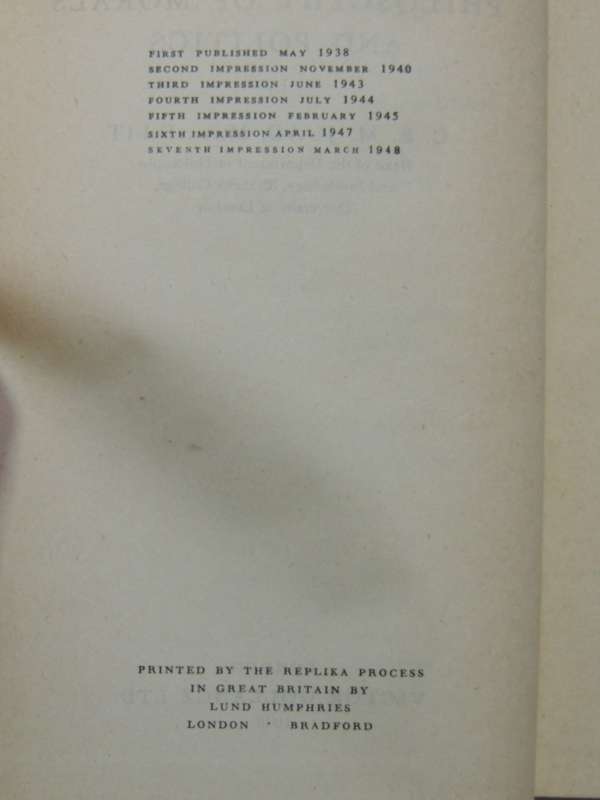 FIRST PUBLISHED MAY 1938
SECOND IMPRESSION NOVEMBER 1940
THIRD IMPRESSION JUNE 1943
FOURTH IMPRESSION JULY 1944
FIFTH IMPRESSION FEBRUARY 1945
SIXTH IMPRESSION APRIL 1947
SEVENTH IMPRESSION MARCH 1948
PRINTED BY THE REPLIKA PROCESS
IN GREAT BRITAIN BY
LUND HUMPHRIES
LONDON · BRADFORD